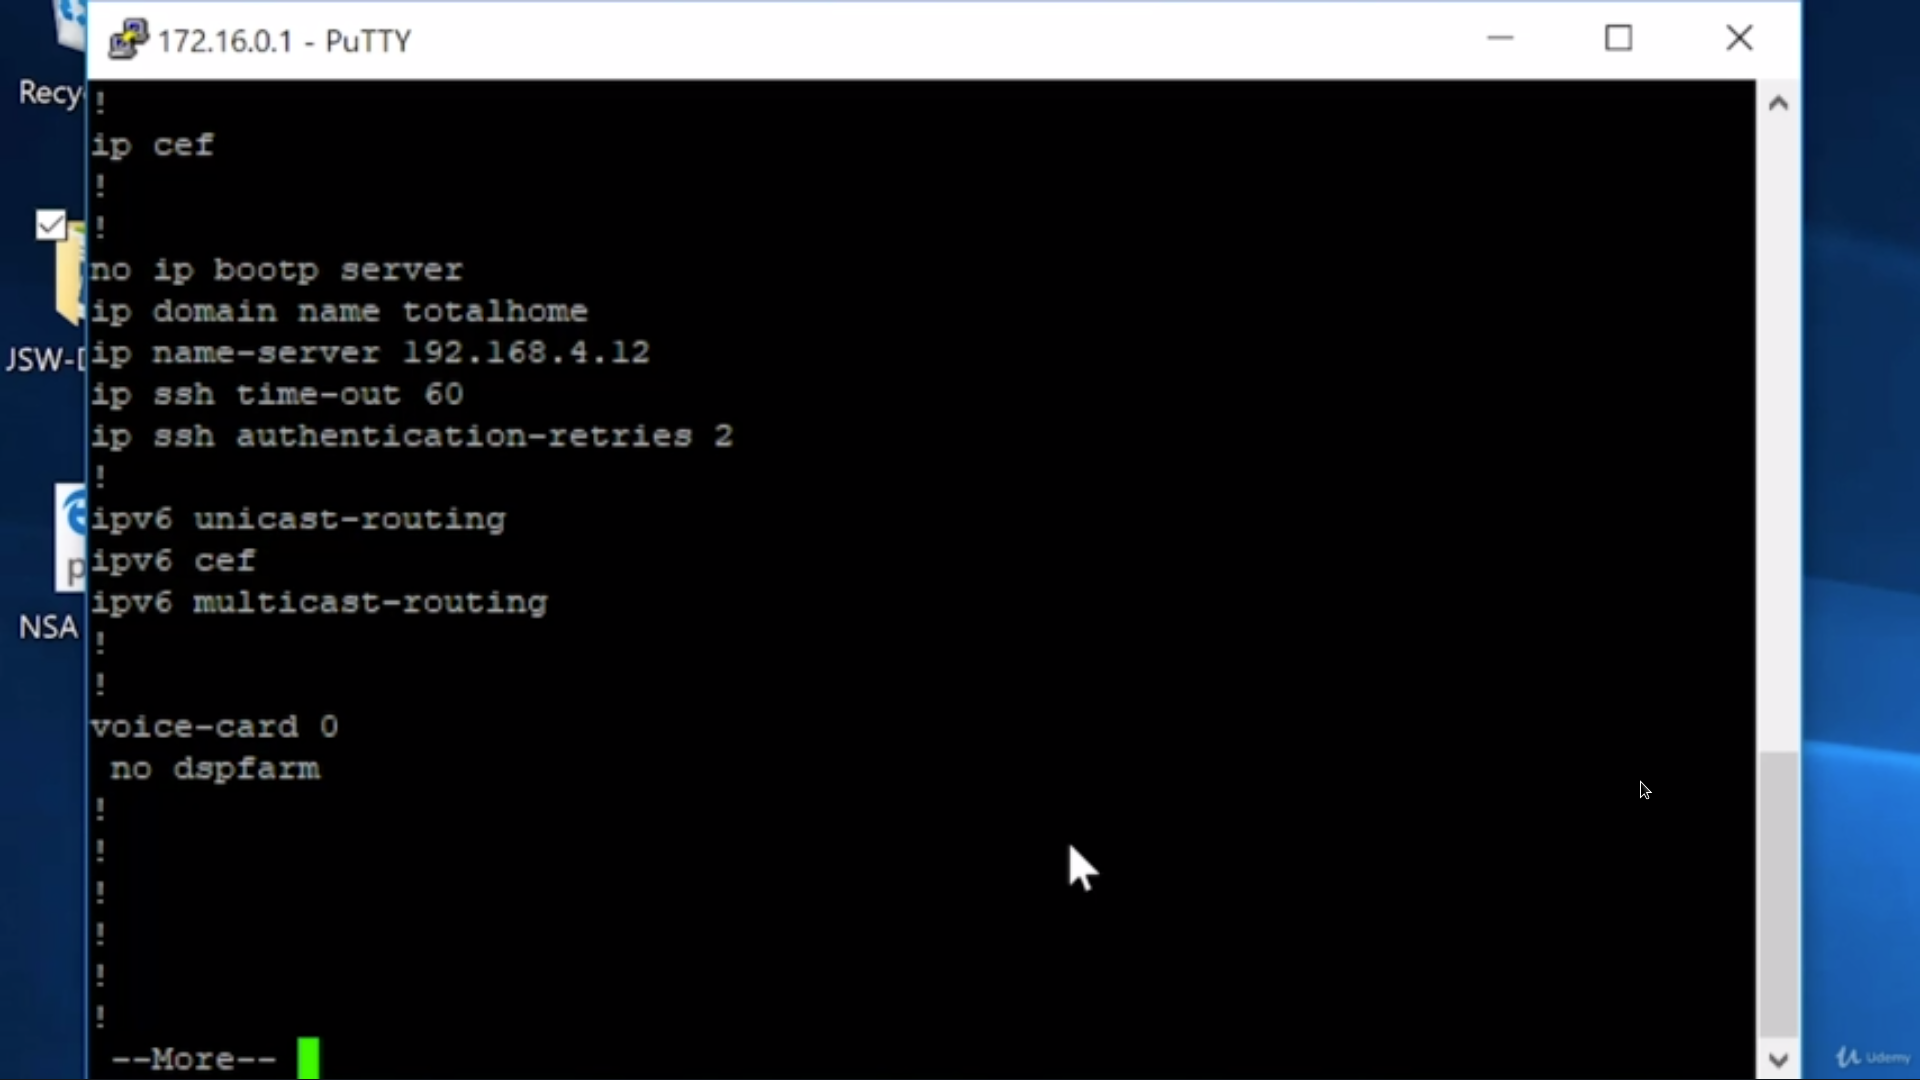 172.16.0.1 - PuTTY
Recy
!
ip cef
!
!
no ip bootp server
ip domain name totalhome
ip name-server 192.168.4.12
JSW-D
ip ssh time-out 60
ip ssh authentication-retries 2
!
ipv6 unicast-routing
ipv6 cef
p
ipv6 multicast-routing
NSA
!
!
voice-card 0
no dspfarm
!
!
!
!
!
!
--More--
Udemy